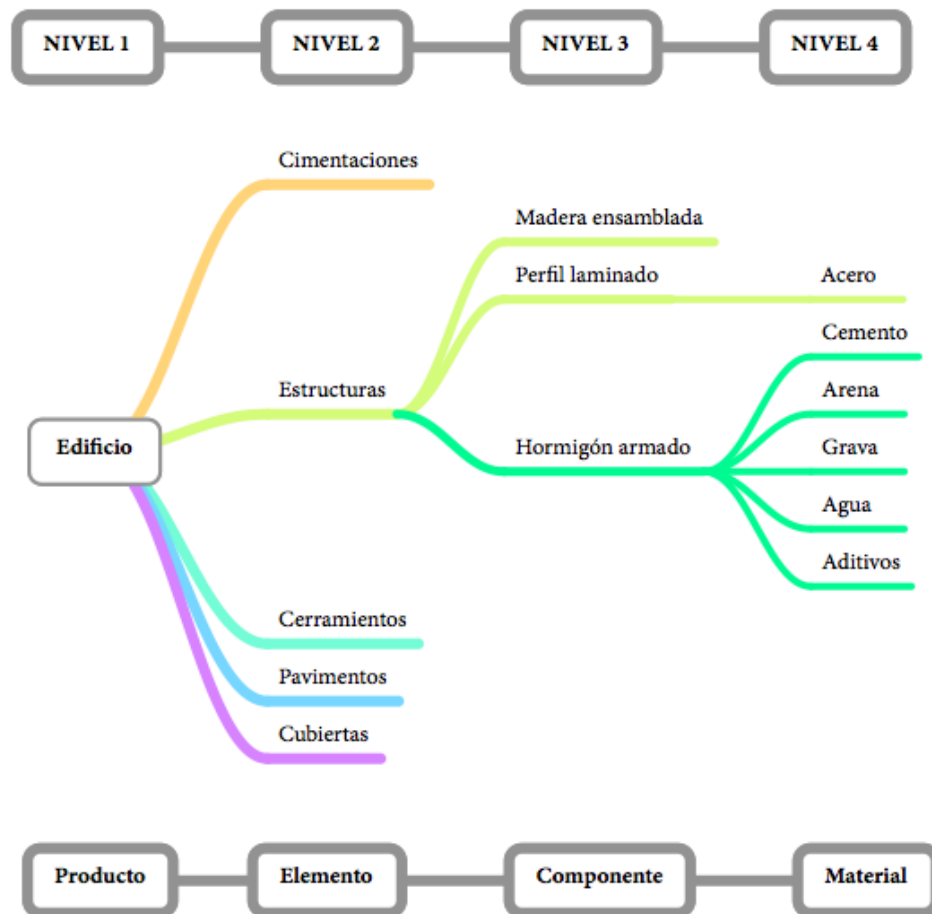 NIVEL 1
NIVEL 2
NIVEL 3
NIVEL 4
Cimentaciones
Madera ensamblada
Perfil laminado
Acero
Cemento
Estructuras
Arena
Edificio
Hormigón armado
Grava
Agua
Aditivos
Cerramientos
Pavimentos
Cubiertas
Producto
Elemento
Componente
Material